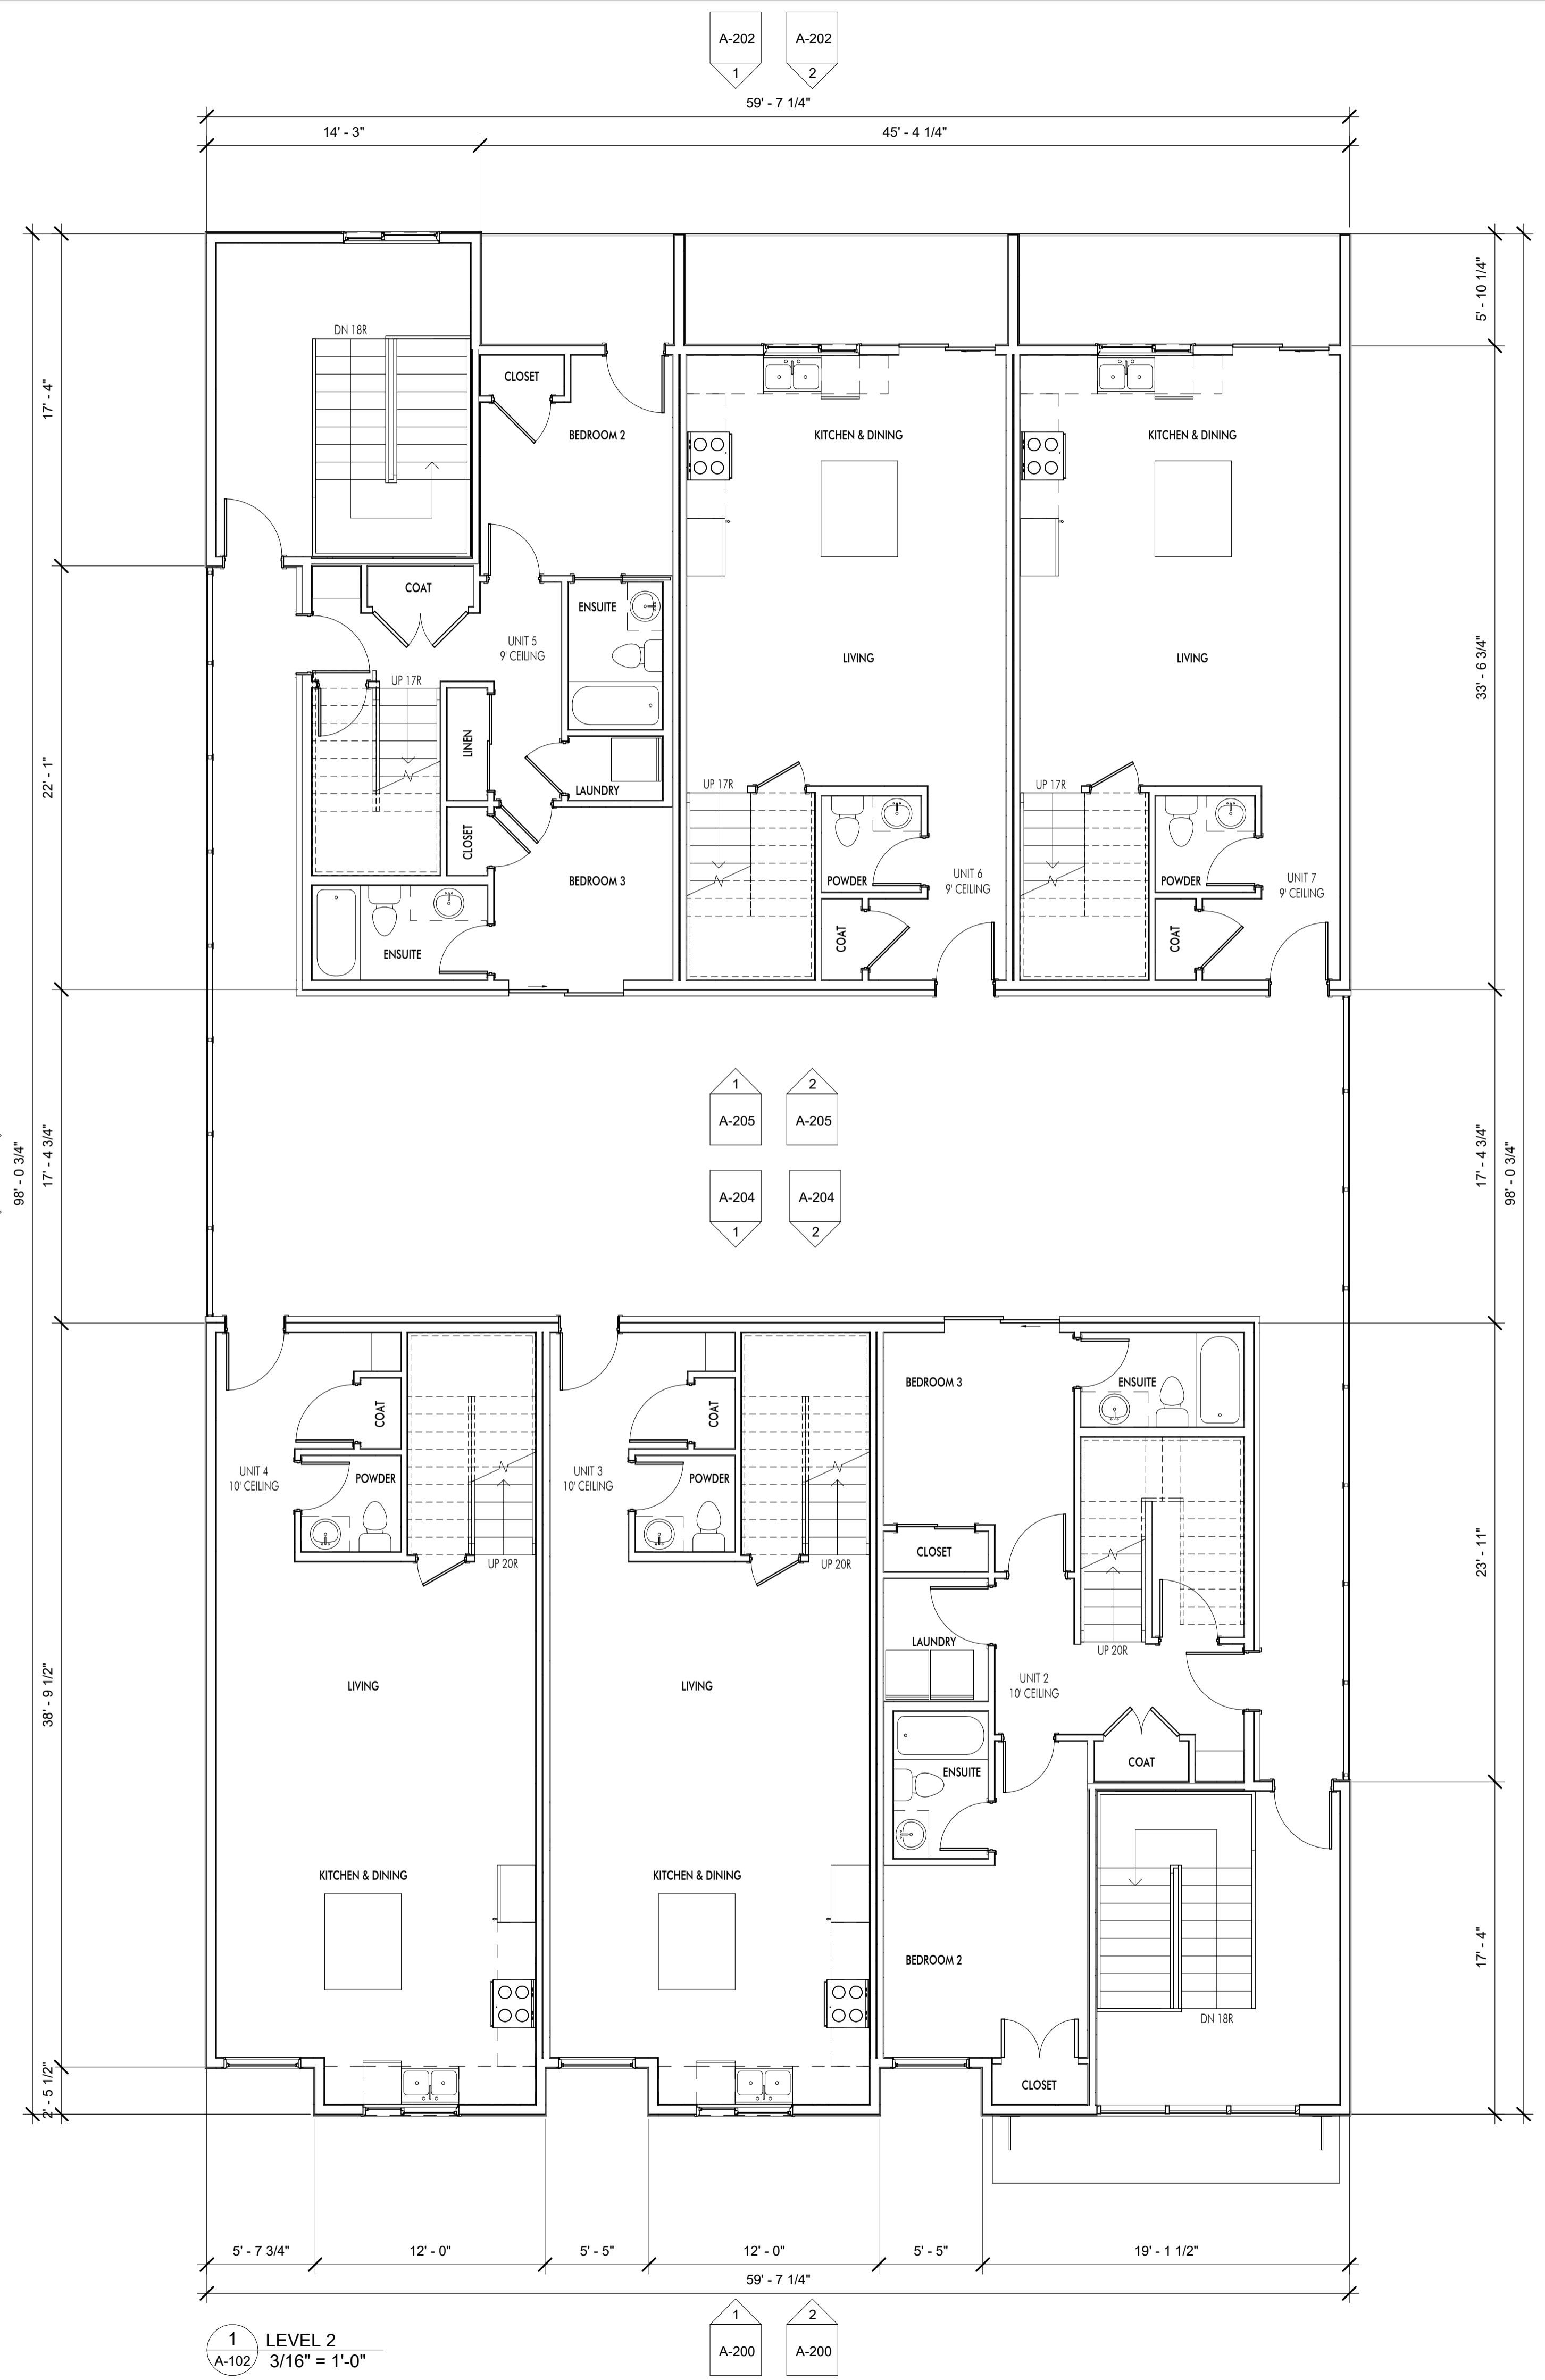 A-202 A-202
1 2
59' - 7 1/4"
14' - 3" 45' - 4 1/4"
5' - 10 1/4"
17' - 4"
DN 18R
CLOSET
BEDROOM 2
KITCHEN & DINING
KITCHEN & DINING
COAT
ENSUITE
UNIT 5
9' CEILING
LIVING
LIVING
33' - 6 3/4"
UP 17R
LINEN
22' - 1"
LAUNDRY
UP 17R
UP 17R
CLOSET
BEDROOM 3
POWDER
UNIT 6
9' CEILING
POWDER
UNIT 7
9' CEILING
ENSUITE
COAT
COAT
1 2
A-205 A-205
98' - 0 3/4"
17' - 4 3/4"
17' - 4 3/4"
98' - 0 3/4"
A-204 A-204
1 2
BEDROOM 3
ENSUITE
COAT
COAT
UNIT 4
10' CEILING
POWDER
UNIT 3
10' CEILING
POWDER
UP 20R
UP 20R
CLOSET
23' - 11"
LAUNDRY
UP 20R
38' - 9 1/2"
LIVING
LIVING
UNIT 2
10' CEILING
COAT
ENSUITE
KITCHEN & DINING
KITCHEN & DINING
BEDROOM 2
17' - 4"
DN 18R
2' - 5 1/2"
CLOSET
5' - 7 3/4" 12' - 0" 5' - 5" 12' - 0" 5' - 5" 19' - 1 1/2"
59' - 7 1/4"
1 2
A-200 A-200
1 LEVEL 2
A-102 3/16" = 1'-0"